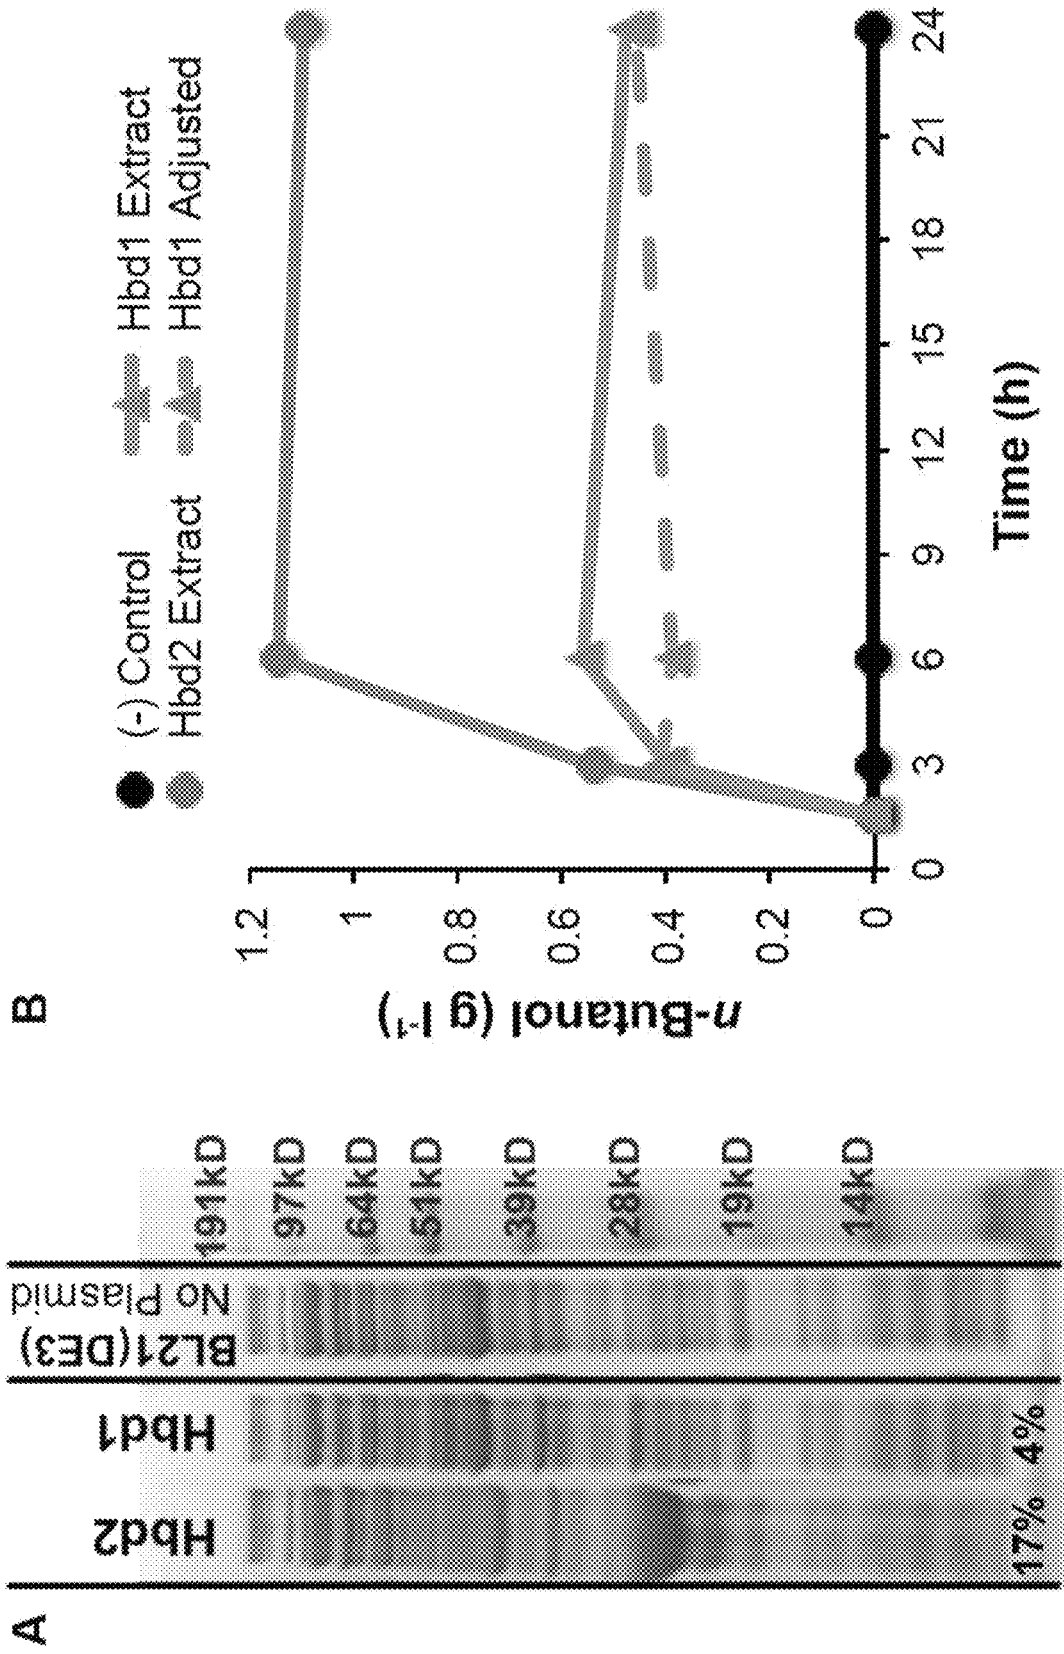 A
Hbd2
Hbd1
BL21(DE3)
No Plasmid
191kD
97kD
64kD
51kD
39kD
28kD
19kD
14kD
17%
4%
B
(-) Control
Hbd1 Extract
Hbd2 Extract
Hbd1 Adjusted
n-Butanol (g l⁻¹)
1.2
1
0.8
0.6
0.4
0.2
0
0
3
6
9
12
15
18
21
24
Time (h)